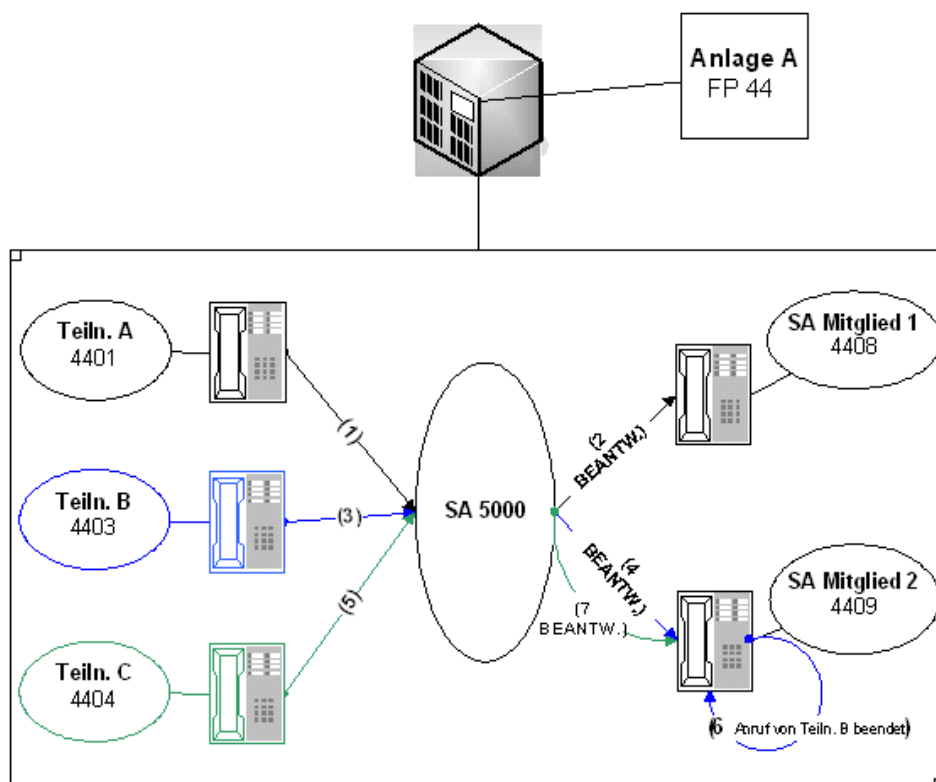 Anlage A
FP 44
Teiln. A
4401
SA Mitglied 1
4408
(1)
(2
BEANTW.)
Teiln. B
4403
(3)
SA 5000
(4
BEANTW.)
SA Mitglied 2
4409
(5)
(7
BEANTW.)
Teiln. C
4404
(6 Anruf von Teiln. B beendet)